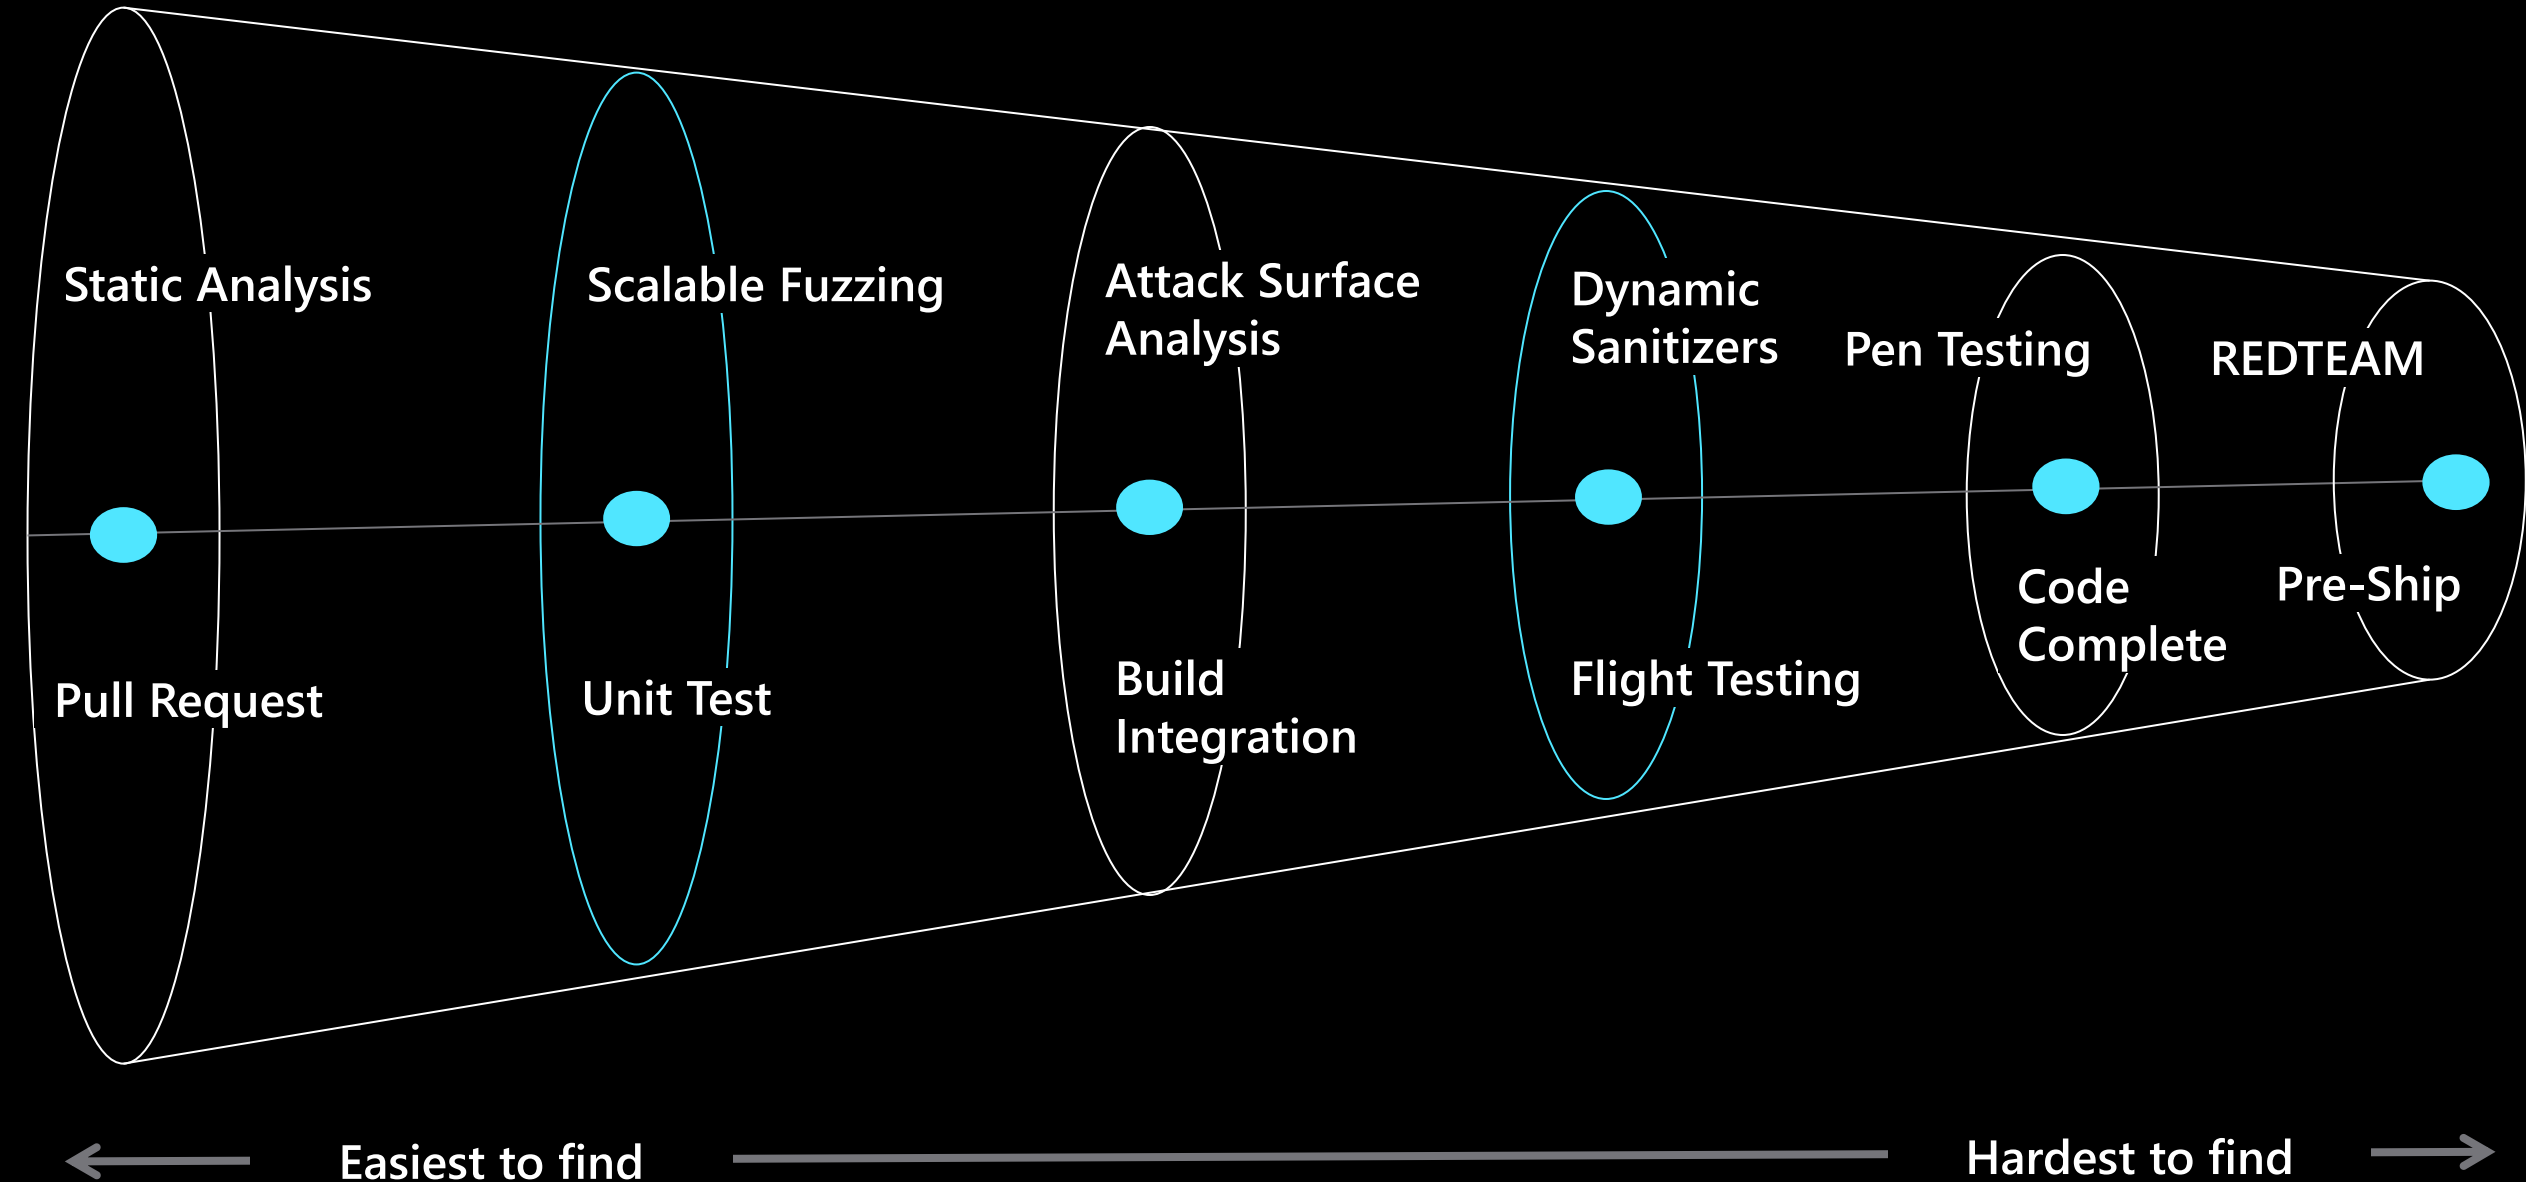 Static Analysis
Scalable Fuzzing
Attack Surface
Analysis
Dynamic
Sanitizers
Pen Testing
REDTEAM
Pull Request
Unit Test
Build
Integration
Flight Testing
Code
Complete
Pre-Ship
Easiest to find
Hardest to find